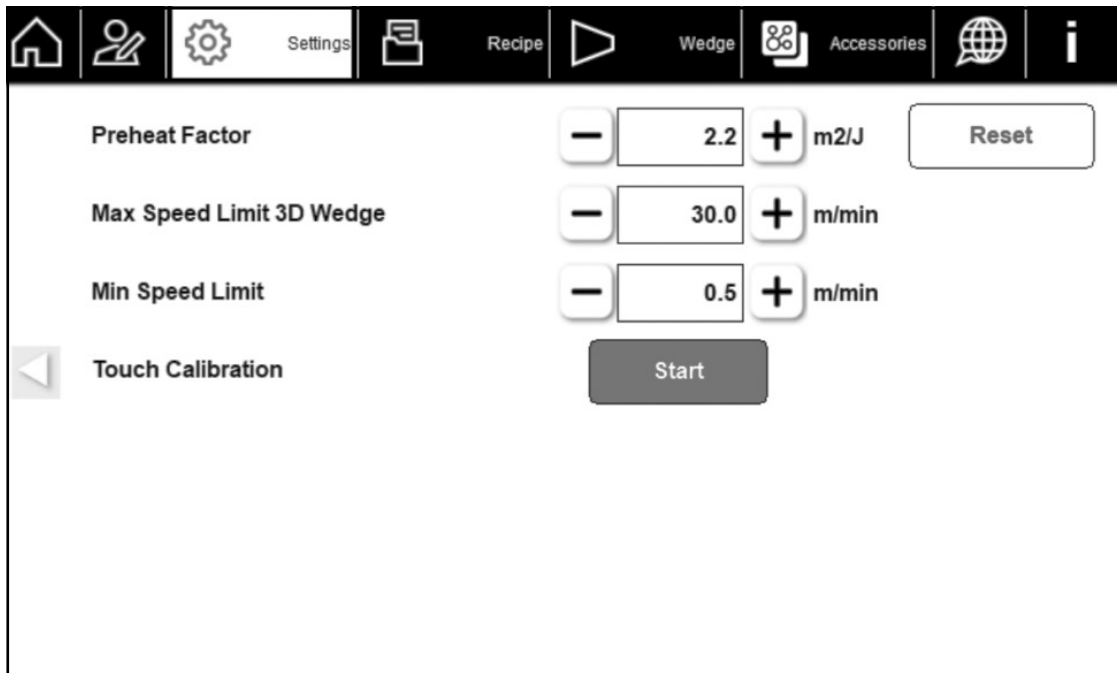 Settings Recipe Wedge Accessories i
Preheat Factor 2.2 m2/J Reset
Max Speed Limit 3D Wedge 30.0 m/min
Min Speed Limit 0.5 m/min
Touch Calibration Start